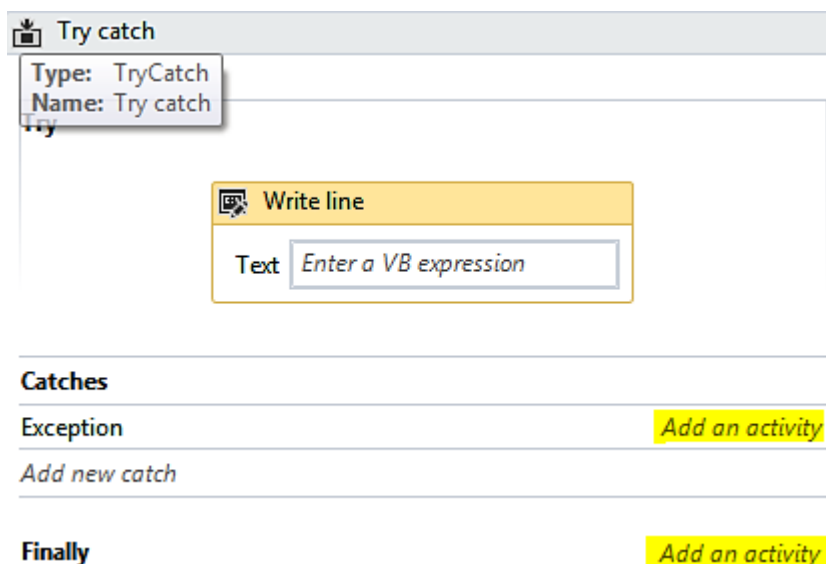 Try catch
Type: TryCatch
Name: Try catch
Try
Write line
Text Enter a VB expression
Catches
Exception Add an activity
Add new catch
Finally Add an activity